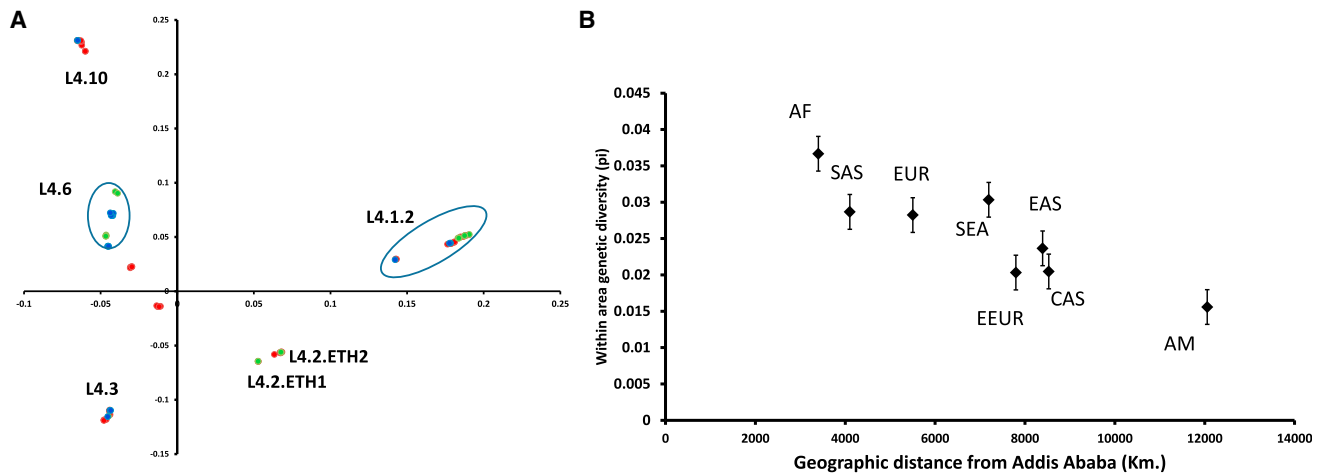 A
0.25
0.2
L4.10
0.15
0.1
L4.6
L4.1.2
0.05
0
-0.1
-0.05
0
0.05
0.1
0.15
0.2
0.25
-0.05
L4.2.ETH2
L4.2.ETH1
L4.3
-0.1
-0.15
B
Within area genetic diversity (pi)
0.045
0.04
0.035
0.03
0.025
0.02
0.015
0.01
0.005
0
AF
SAS
EUR
SEA
EAS
EEUR
CAS
AM
0
2000
4000
6000
8000
10000
12000
14000
Geographic distance from Addis Ababa (Km.)